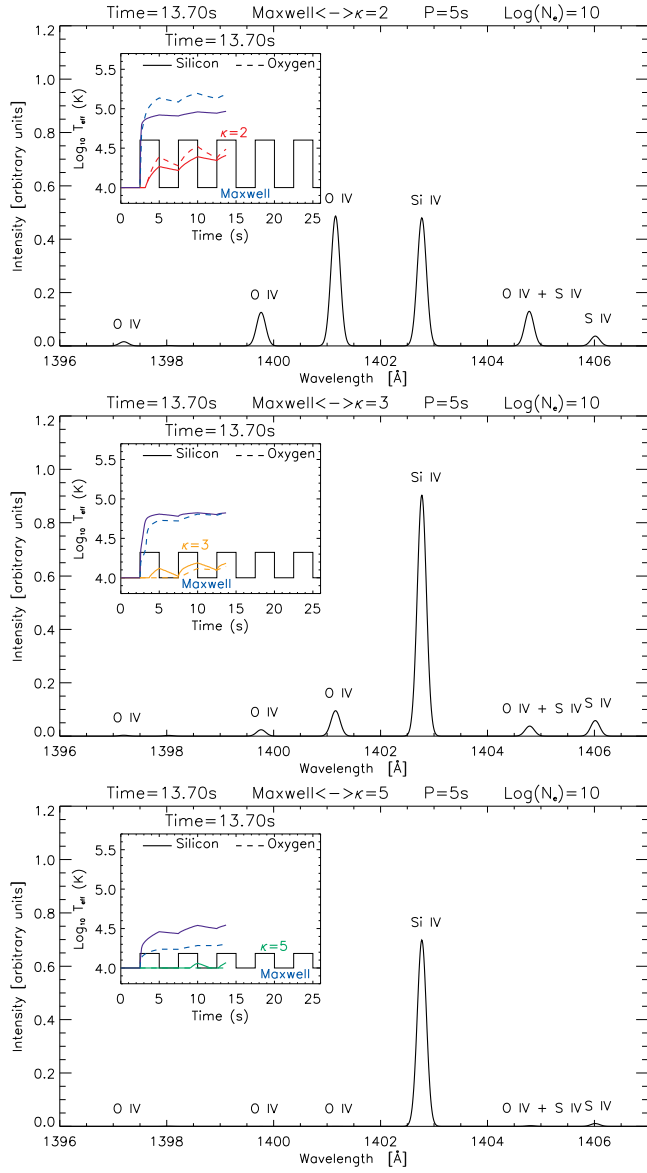 Time=13.70s Maxwell<->κ=2 P=5s Log(Nₑ)=10
Time=13.70s
Silicon Oxygen
5.5
5.0
4.5
4.0
Log₁₀ T_eff (K)
κ=2
Maxwell
0 5 10 15 20 25
Time (s)
1.2
1.0
0.8
0.6
0.4
0.2
0.0
Intensity [arbitrary units]
O IV
O IV
O IV
Si IV
O IV + S IV
S IV
1396 1398 1400 1402 1404 1406
Wavelength [Å]
Time=13.70s Maxwell<->κ=3 P=5s Log(Nₑ)=10
Time=13.70s
Silicon Oxygen
5.5
5.0
4.5
4.0
Log₁₀ T_eff (K)
κ=3
Maxwell
0 5 10 15 20 25
Time (s)
1.2
1.0
0.8
0.6
0.4
0.2
0.0
Intensity [arbitrary units]
O IV
O IV
O IV
Si IV
O IV + S IV
S IV
1396 1398 1400 1402 1404 1406
Wavelength [Å]
Time=13.70s Maxwell<->κ=5 P=5s Log(Nₑ)=10
Time=13.70s
Silicon Oxygen
5.5
5.0
4.5
4.0
Log₁₀ T_eff (K)
κ=5
Maxwell
0 5 10 15 20 25
Time (s)
1.2
1.0
0.8
0.6
0.4
0.2
0.0
Intensity [arbitrary units]
O IV
O IV
O IV
Si IV
O IV + S IV
S IV
1396 1398 1400 1402 1404 1406
Wavelength [Å]